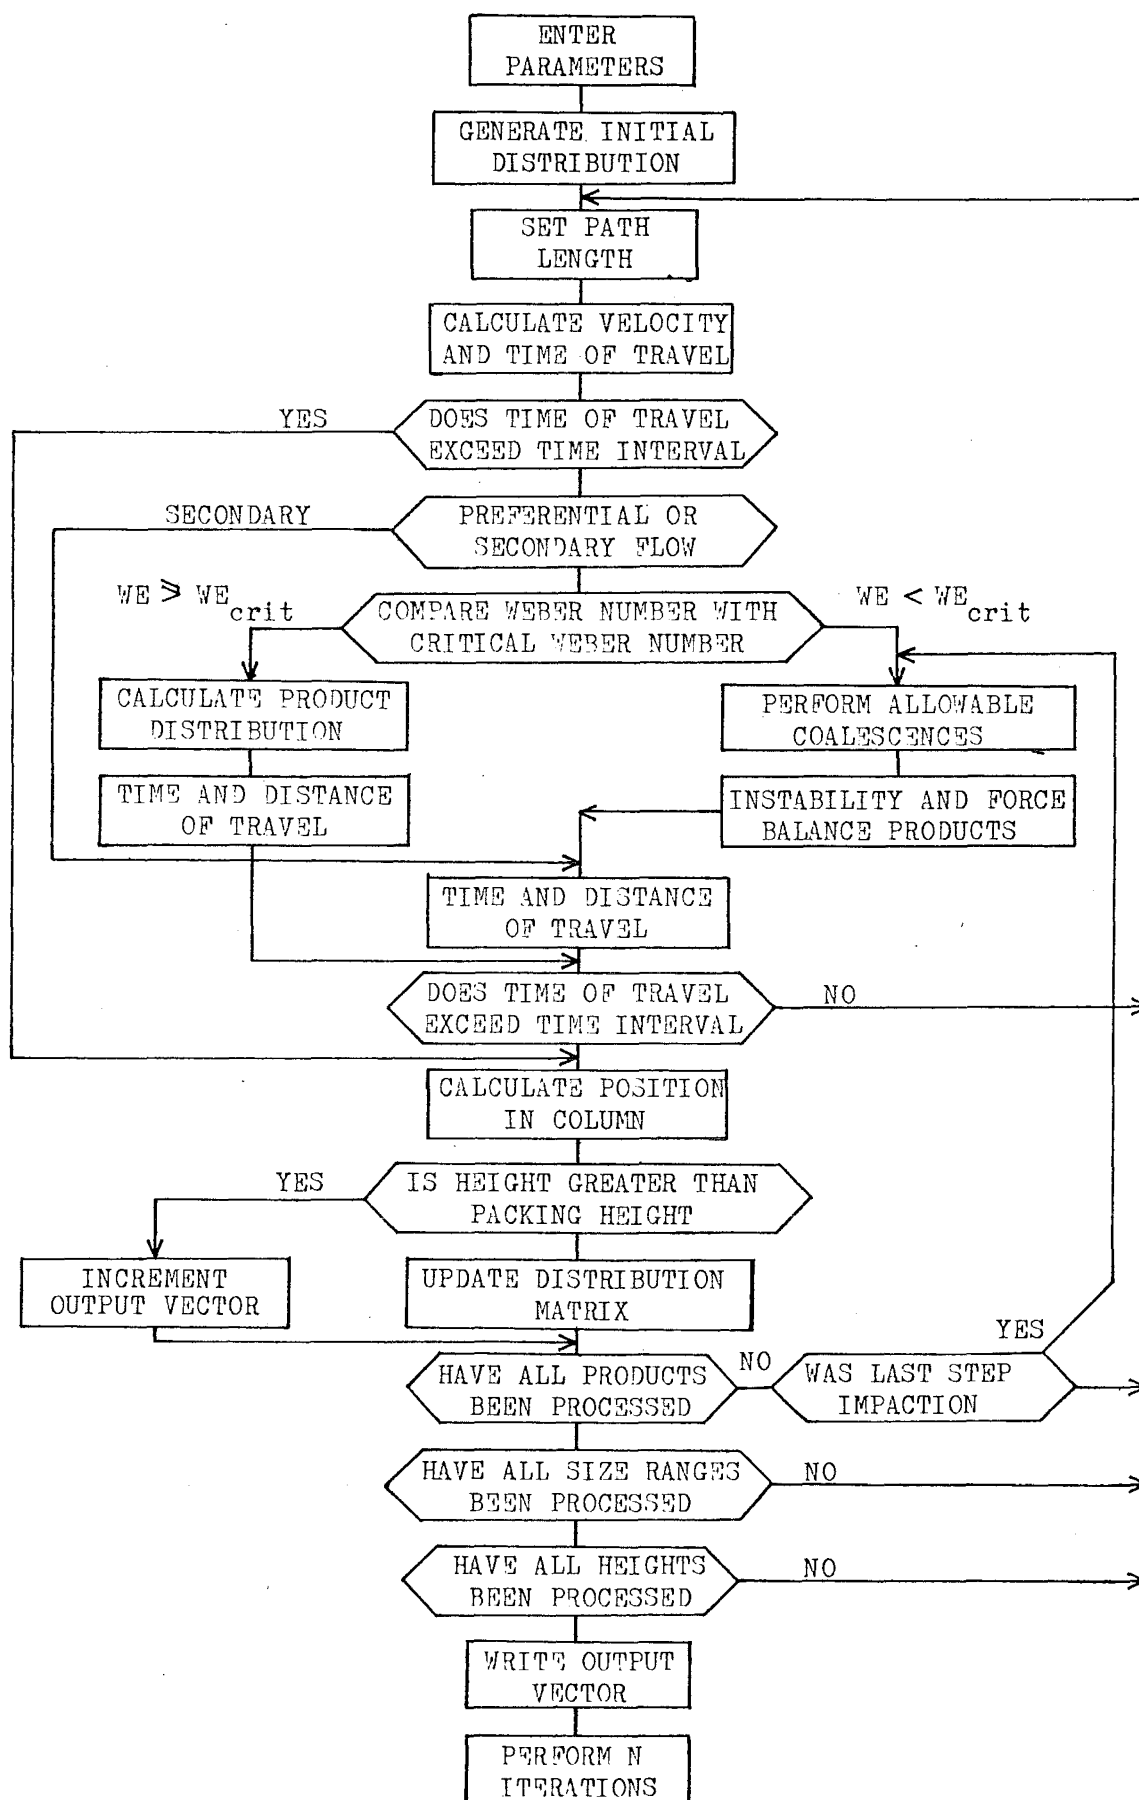 ENTER
PARAMETERS
GENERATE INITIAL
DISTRIBUTION
SET PATH
LENGTH
CALCULATE VELOCITY
AND TIME OF TRAVEL
YES
DOES TIME OF TRAVEL
EXCEED TIME INTERVAL
SECONDARY
PREFERENTIAL OR
SECONDARY FLOW
WE ⩾ WE crit
COMPARE WEBER NUMBER WITH
CRITICAL WEBER NUMBER
WE < WE crit
CALCULATE PRODUCT
DISTRIBUTION
PERFORM ALLOWABLE
COALESCENCES
TIME AND DISTANCE
OF TRAVEL
INSTABILITY AND FORCE
BALANCE PRODUCTS
TIME AND DISTANCE
OF TRAVEL
DOES TIME OF TRAVEL
EXCEED TIME INTERVAL
NO
CALCULATE POSITION
IN COLUMN
YES
IS HEIGHT GREATER THAN
PACKING HEIGHT
INCREMENT
OUTPUT VECTOR
UPDATE DISTRIBUTION
MATRIX
YES
HAVE ALL PRODUCTS
BEEN PROCESSED
NO
WAS LAST STEP
IMPACTION
HAVE ALL SIZE RANGES
BEEN PROCESSED
NO
HAVE ALL HEIGHTS
BEEN PROCESSED
NO
WRITE OUTPUT
VECTOR
PERFORM N
ITERATIONS